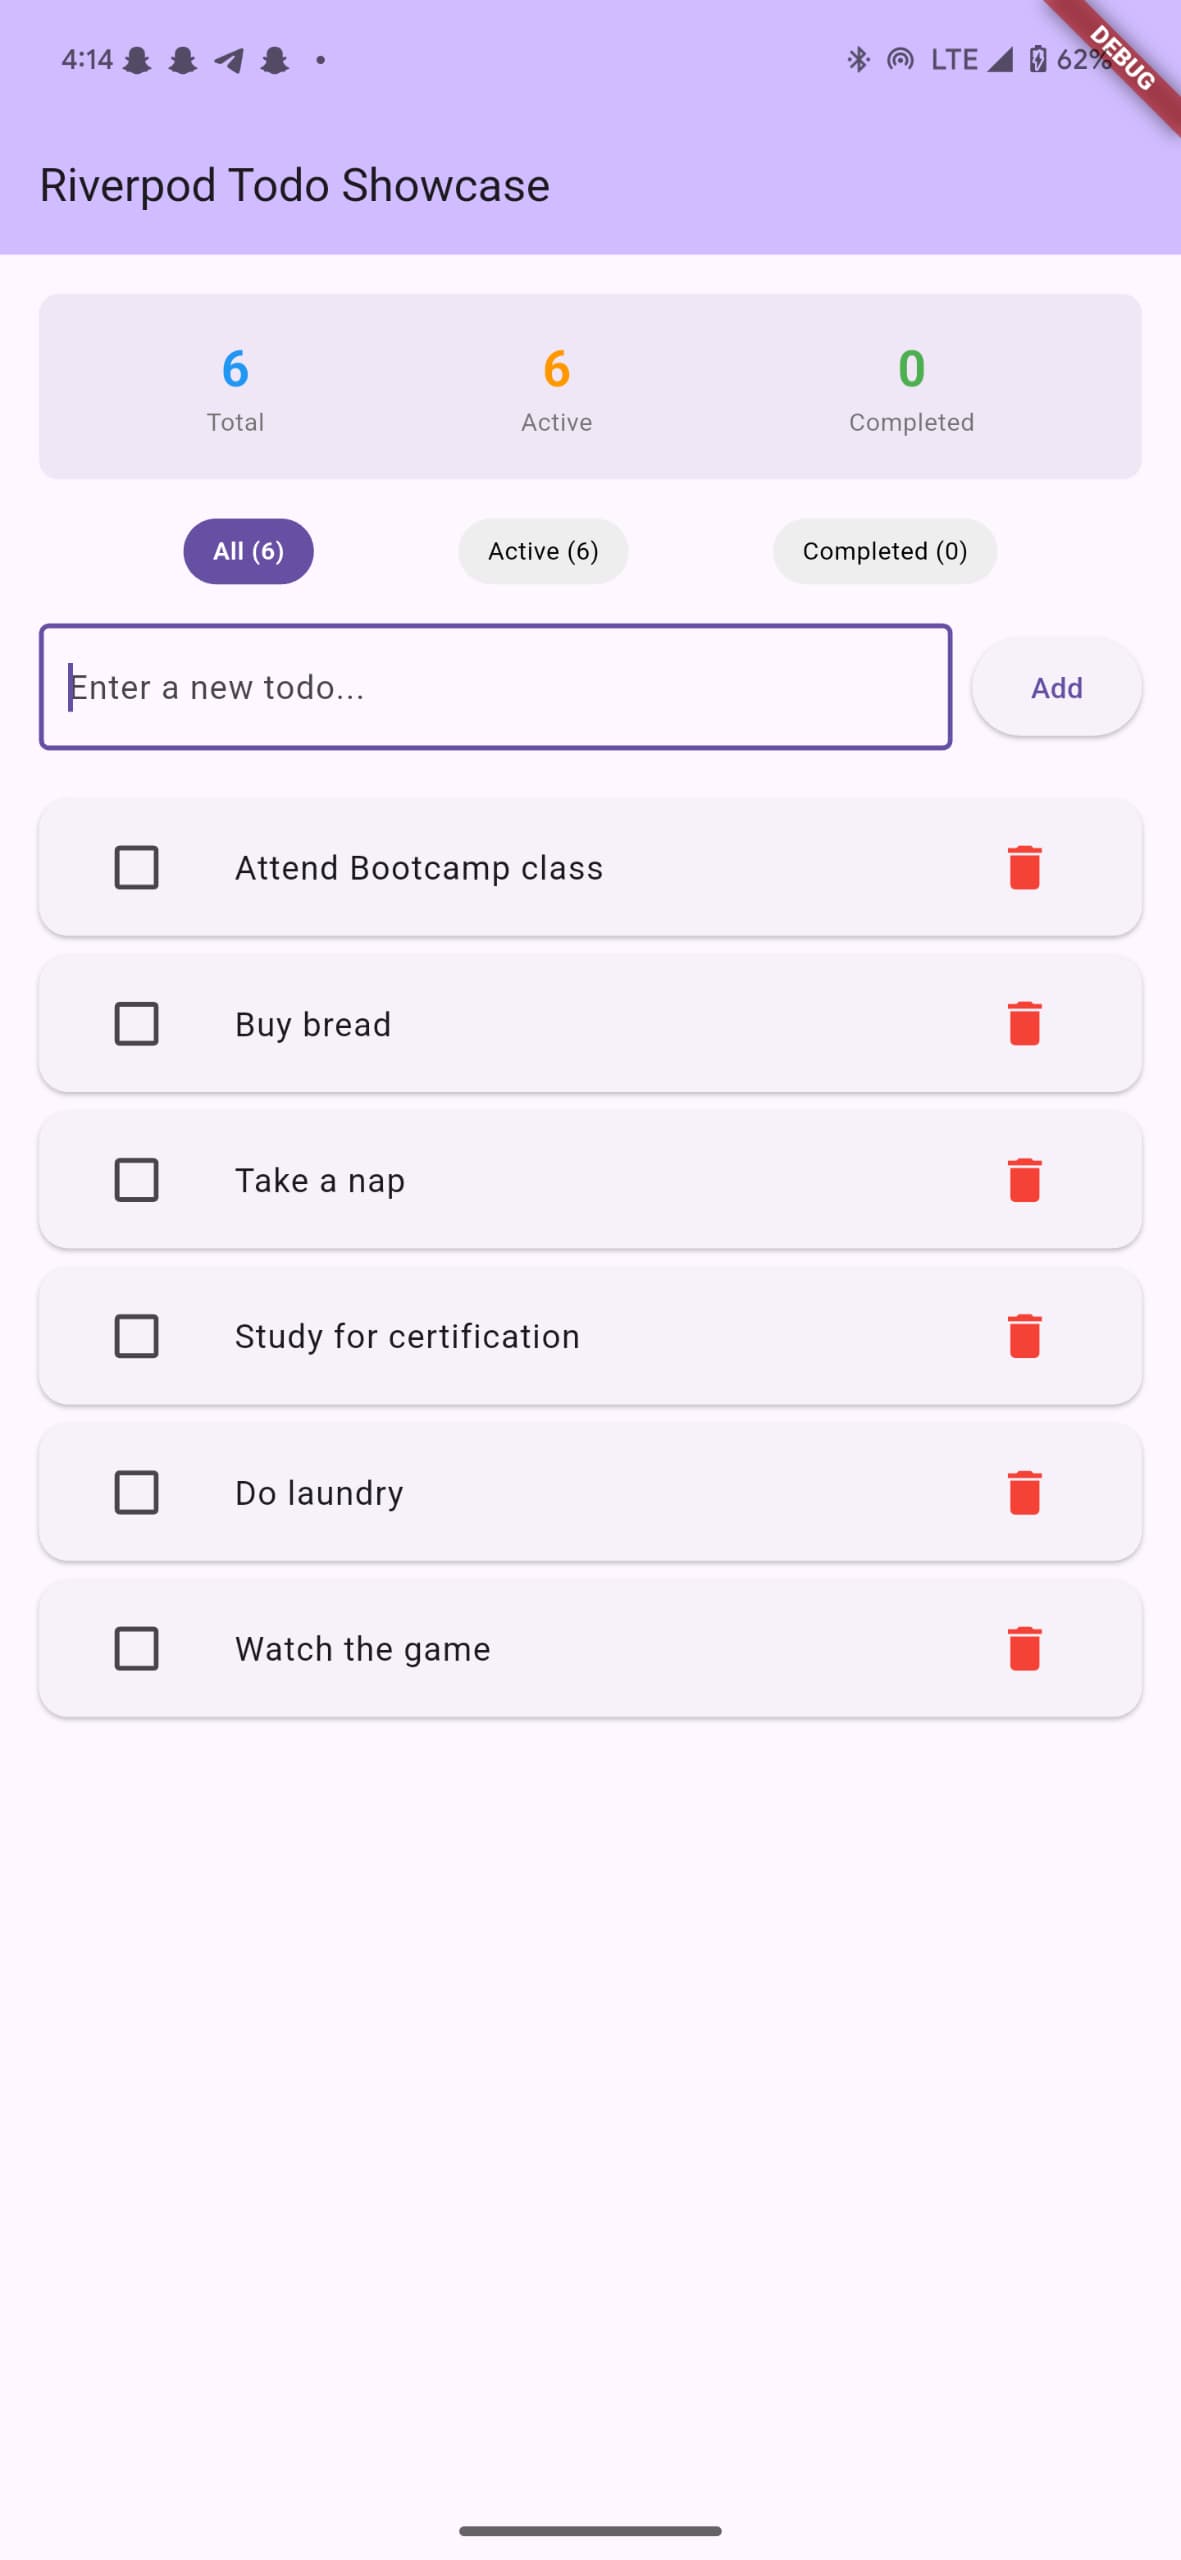 4:14 LTE 62%
DEBUG
Riverpod Todo Showcase
6 6 0
Total Active Completed
All (6) Active (6) Completed (0)
Enter a new todo... Add
Attend Bootcamp class
Buy bread
Take a nap
Study for certification
Do laundry
Watch the game